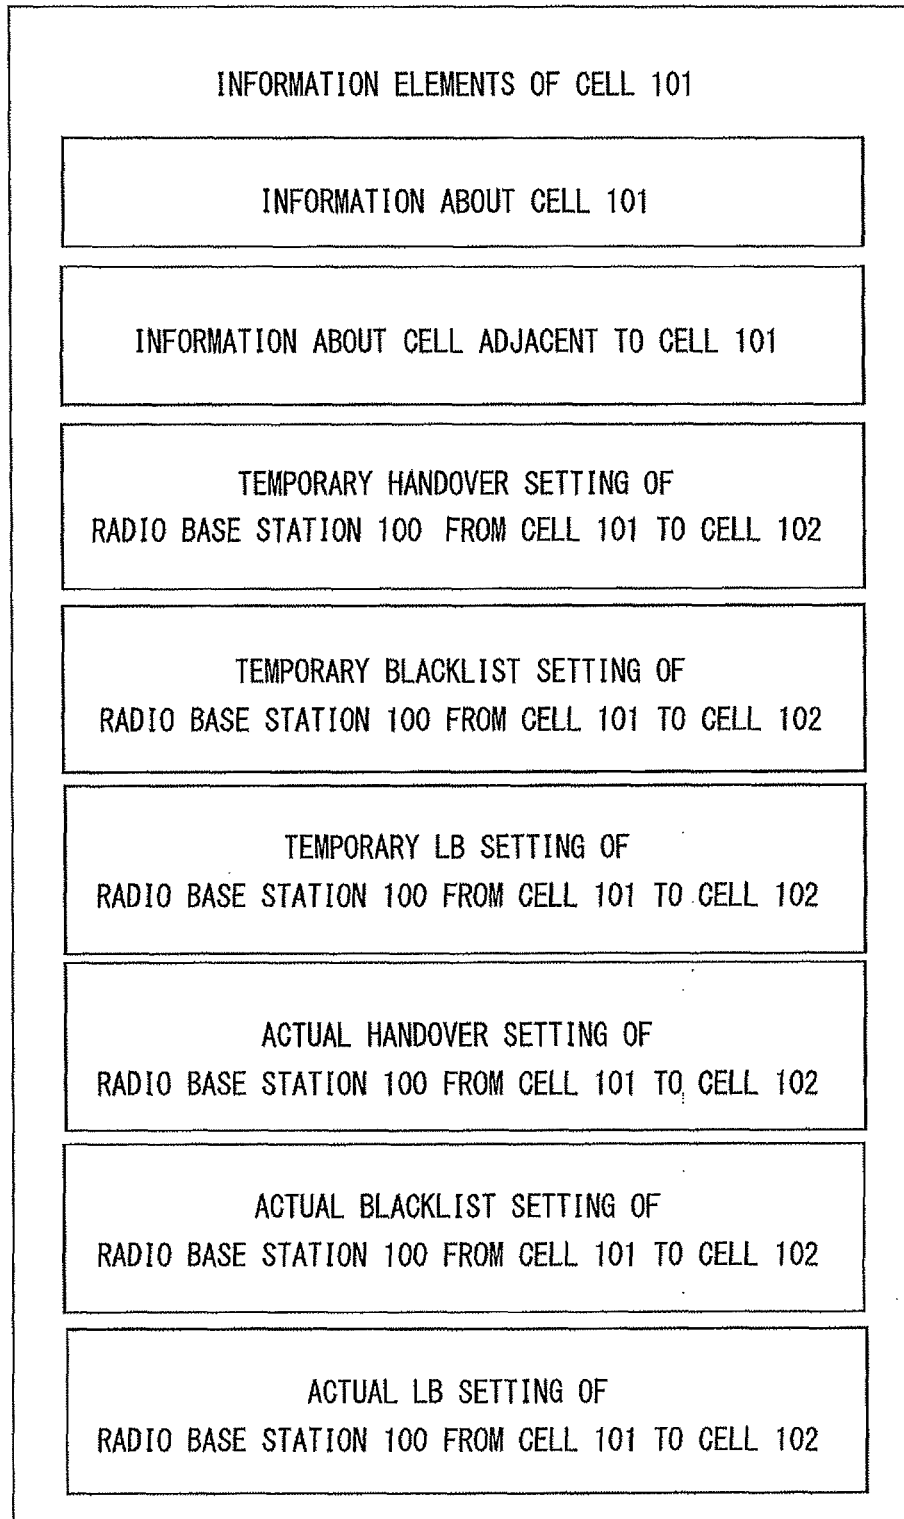 INFORMATION ELEMENTS OF CELL 101
INFORMATION ABOUT CELL 101
INFORMATION ABOUT CELL ADJACENT TO CELL 101
TEMPORARY HANDOVER SETTING OF
RADIO BASE STATION 100 FROM CELL 101 TO CELL 102
TEMPORARY BLACKLIST SETTING OF
RADIO BASE STATION 100 FROM CELL 101 TO CELL 102
TEMPORARY LB SETTING OF
RADIO BASE STATION 100 FROM CELL 101 TO CELL 102
ACTUAL HANDOVER SETTING OF
RADIO BASE STATION 100 FROM CELL 101 TO CELL 102
ACTUAL BLACKLIST SETTING OF
RADIO BASE STATION 100 FROM CELL 101 TO CELL 102
ACTUAL LB SETTING OF
RADIO BASE STATION 100 FROM CELL 101 TO CELL 102